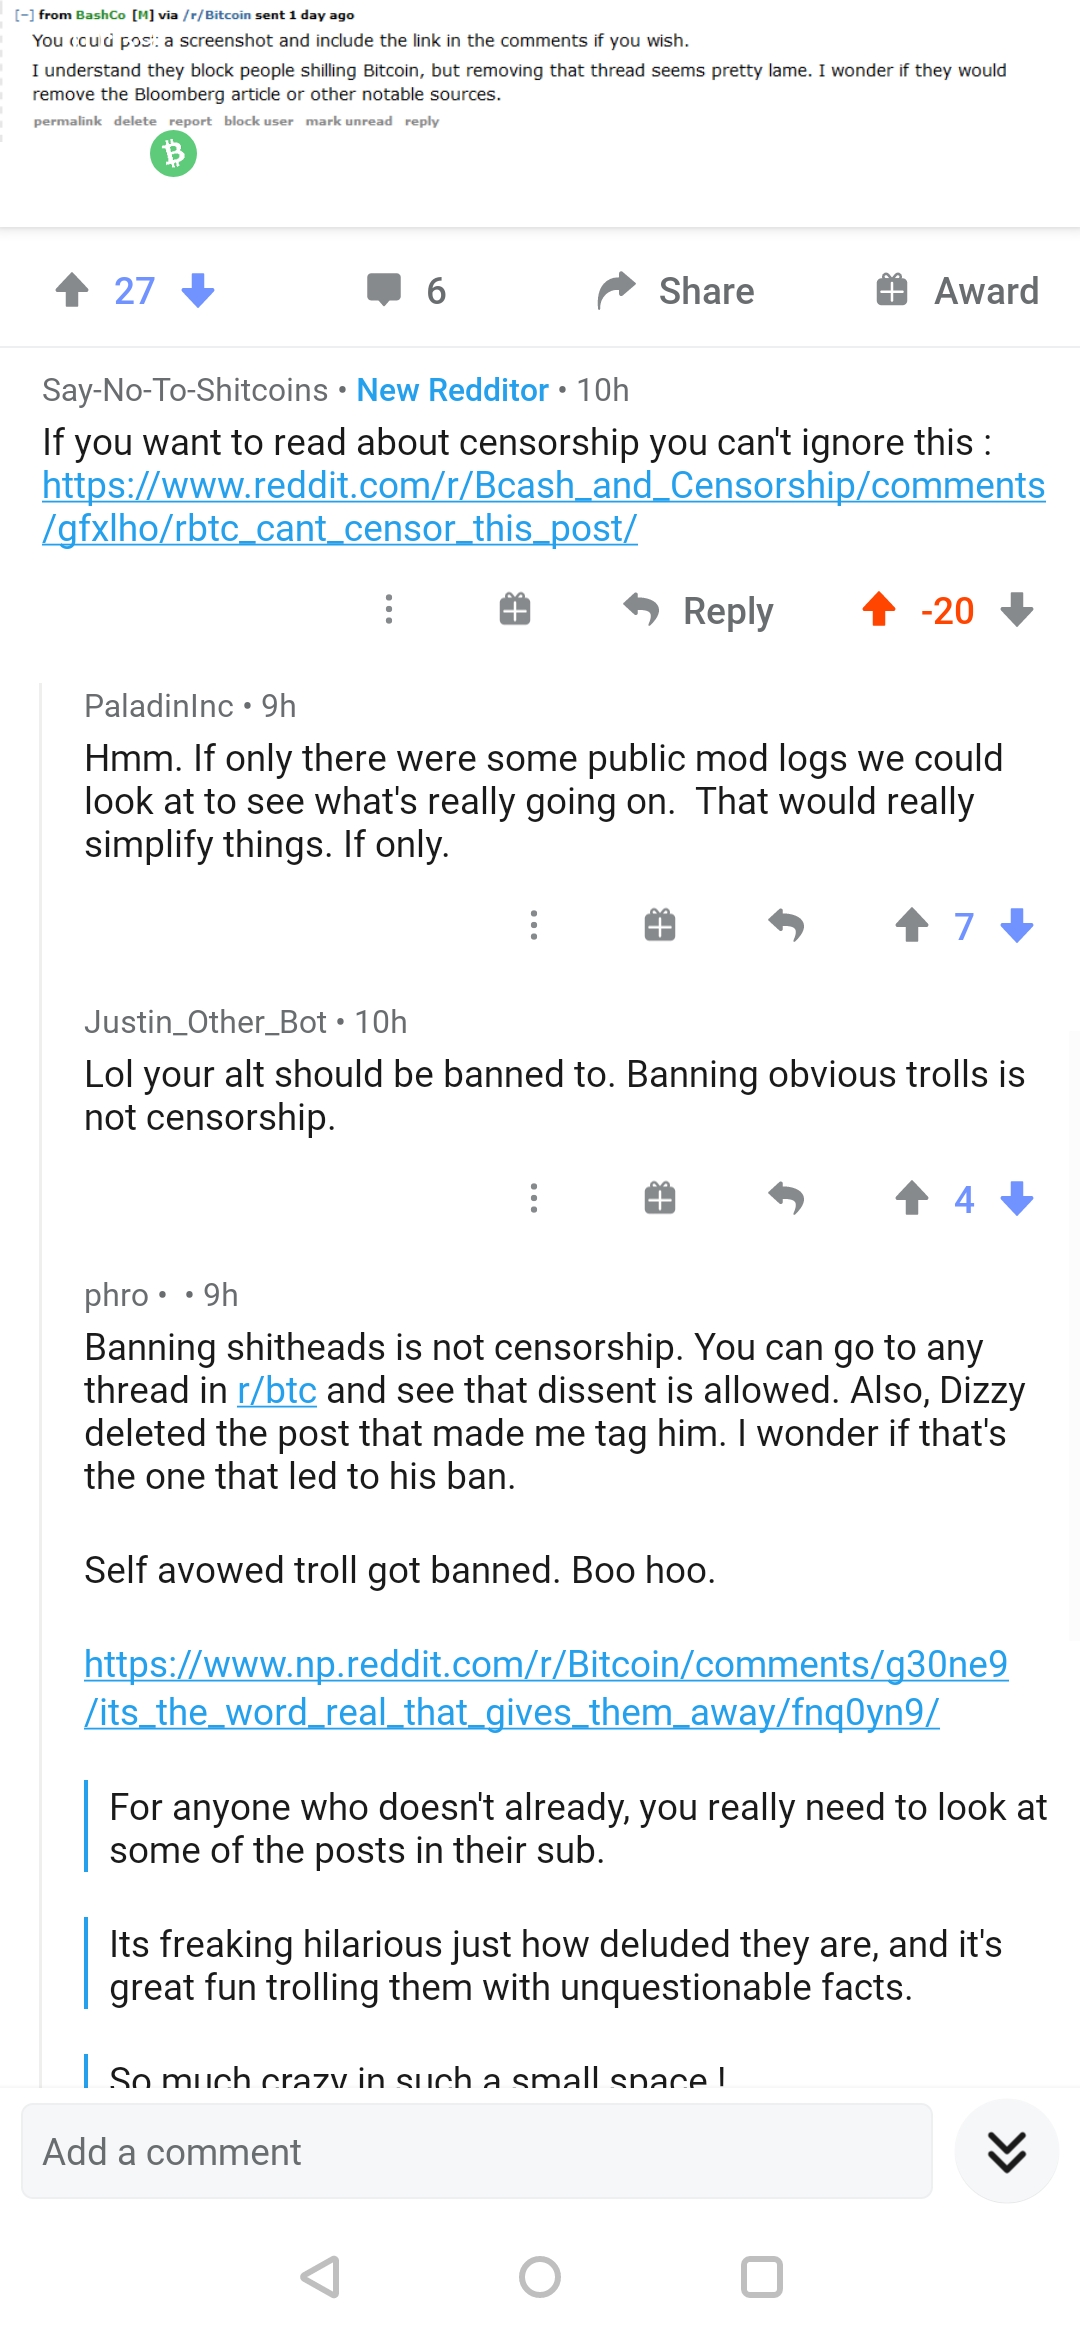 [-] from BashCo [M] via /r/Bitcoin sent 1 day ago
You could post a screenshot and include the link in the comments if you wish.
I understand they block people shilling Bitcoin, but removing that thread seems pretty lame. I wonder if they would
remove the Bloomberg article or other notable sources.
permalink delete report block user mark unread reply
27 6 Share Award
Say-No-To-Shitcoins • New Redditor • 10h
If you want to read about censorship you can't ignore this :
https://www.reddit.com/r/Bcash_and_Censorship/comments
/gfxlho/rbtc_cant_censor_this_post/
Reply -20
PaladinInc • 9h
Hmm. If only there were some public mod logs we could
look at to see what's really going on.  That would really
simplify things. If only.
7
Justin_Other_Bot • 10h
Lol your alt should be banned to. Banning obvious trolls is
not censorship.
4
phro •  • 9h
Banning shitheads is not censorship. You can go to any
thread in r/btc and see that dissent is allowed. Also, Dizzy
deleted the post that made me tag him. I wonder if that's
the one that led to his ban.
Self avowed troll got banned. Boo hoo.
https://www.np.reddit.com/r/Bitcoin/comments/g30ne9
/its_the_word_real_that_gives_them_away/fnq0yn9/
For anyone who doesn't already, you really need to look at
some of the posts in their sub.
Its freaking hilarious just how deluded they are, and it's
great fun trolling them with unquestionable facts.
So much crazy in such a small space !
Add a comment